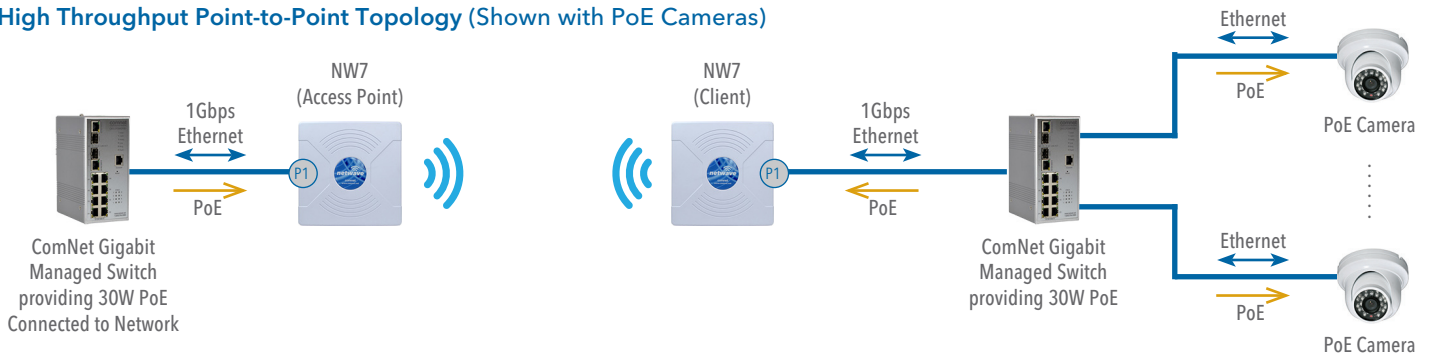 High Throughput Point-to-Point Topology (Shown with PoE Cameras)
NW7
(Access Point)
1Gbps
Ethernet
P1
netwave
PoE
ComNet Gigabit
Managed Switch
providing 30W PoE
Connected to Network
NW7
(Client)
netwave
P1
1Gbps
Ethernet
PoE
ComNet Gigabit
Managed Switch
providing 30W PoE
Ethernet
PoE
PoE Camera
Ethernet
PoE
PoE Camera